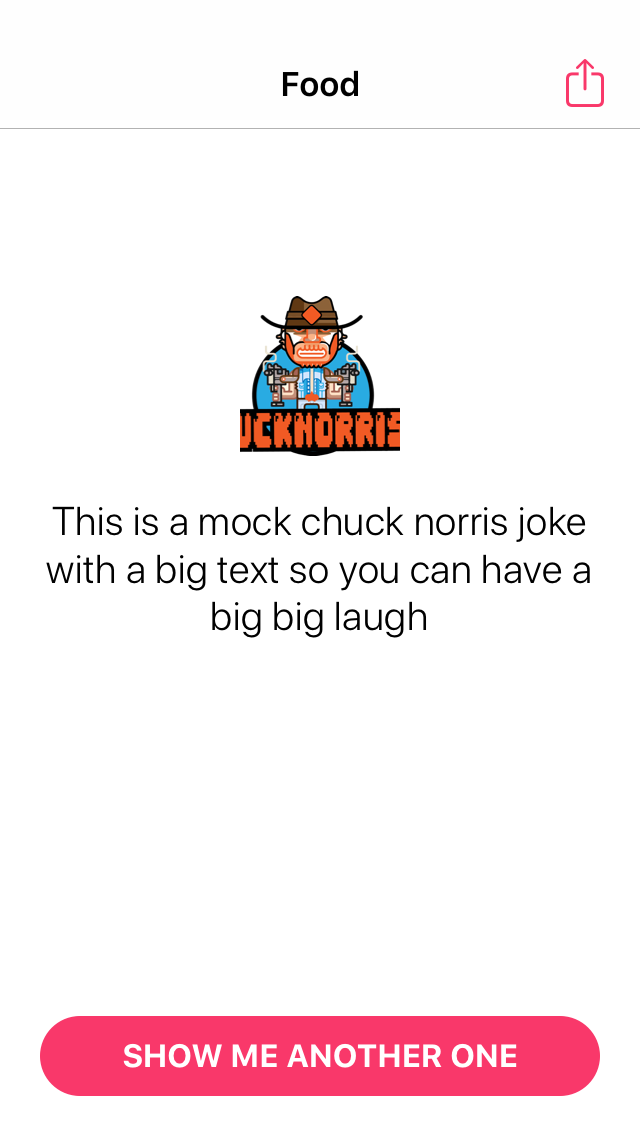 Food
UCKNORRIS
This is a mock chuck norris joke
with a big text so you can have a
big big laugh
SHOW ME ANOTHER ONE